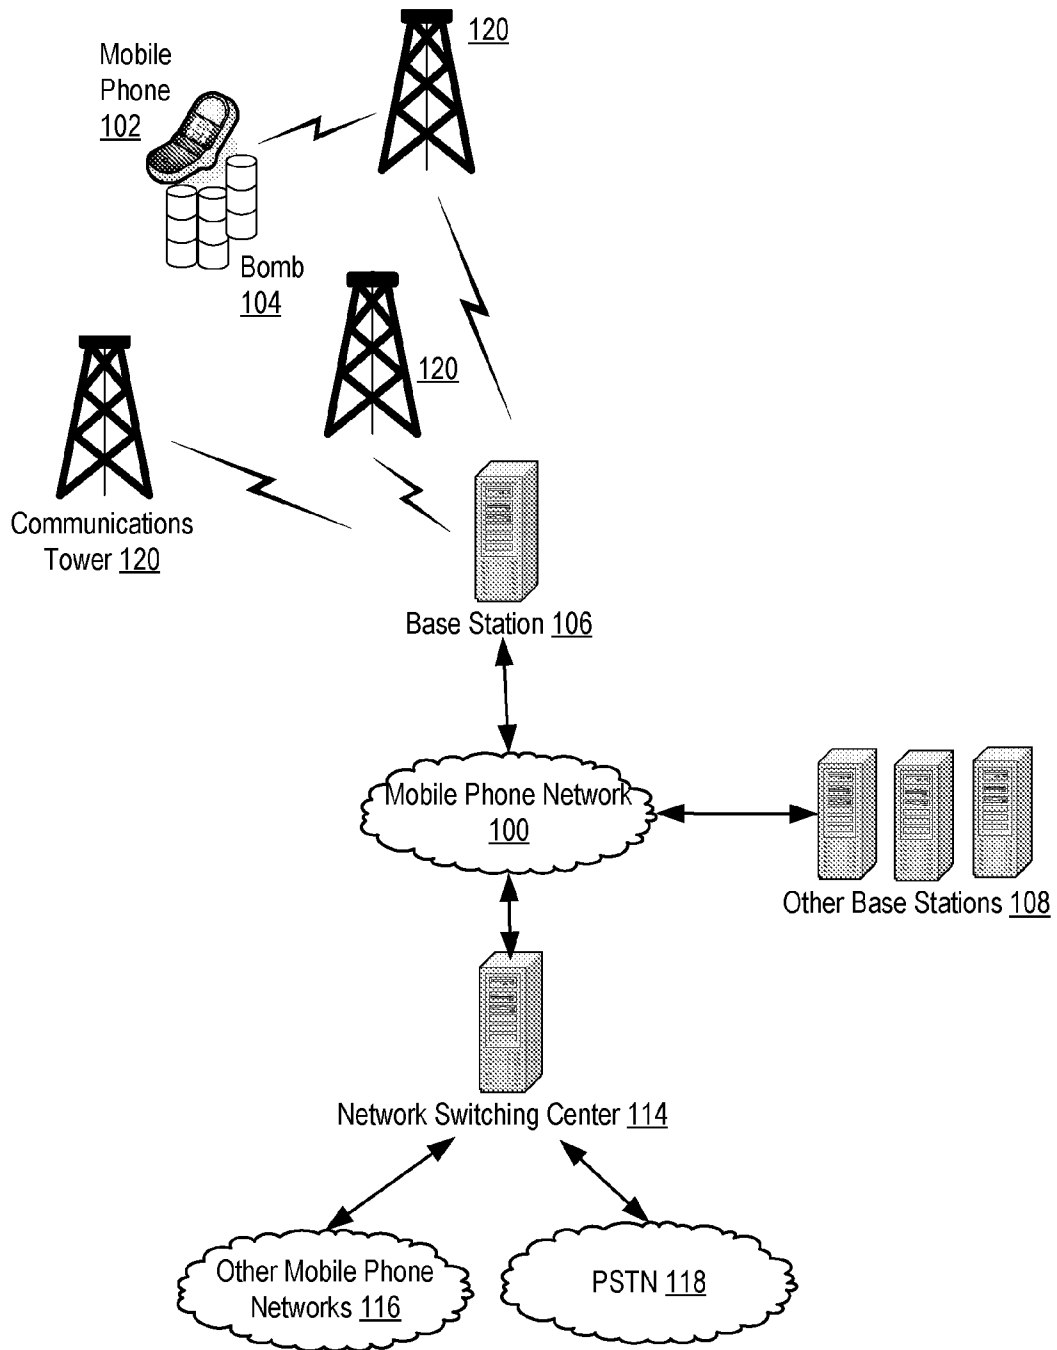 120
Mobile
Phone
102
Bomb
104
120
Communications
Tower 120
Base Station 106
Mobile Phone Network
100
Other Base Stations 108
Network Switching Center 114
Other Mobile Phone
Networks 116
PSTN 118